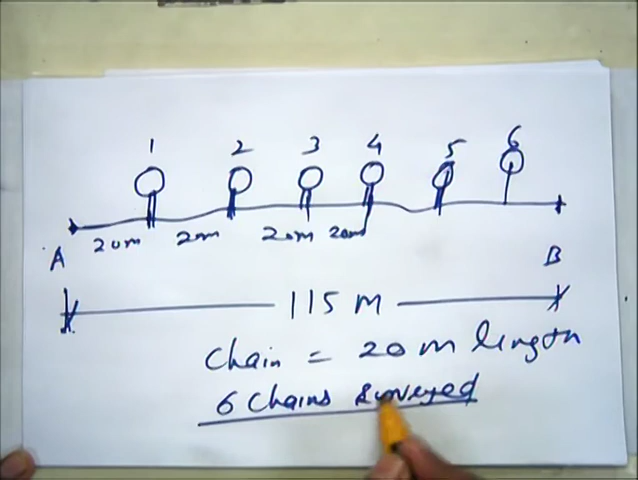 1 2 3 4 5 6
20m 2m 20m 20m
A B
115 M
Chain = 20 m length
6 Chains surveyed